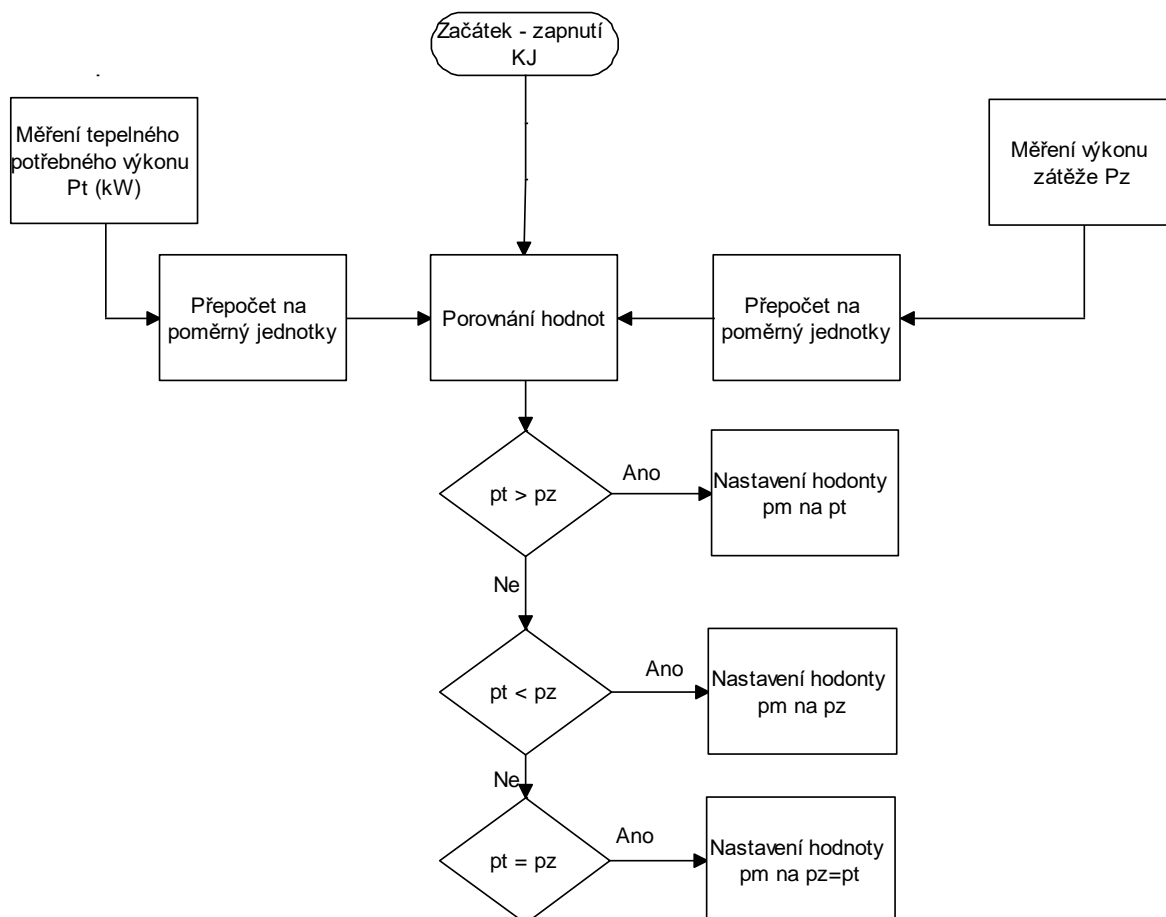 Začátek - zapnutí
KJ
Měření tepelného
potřebného výkonu
Pt (kW)
Měření výkonu
zátěže Pz
Přepočet na
poměrný jednotky
Porovnání hodnot
Přepočet na
poměrný jednotky
pt > pz
Ano
Nastavení hodonty
pm na pt
Ne
pt < pz
Ano
Nastavení hodonty
pm na pz
Ne
pt = pz
Ano
Nastavení hodnoty
pm na pz=pt